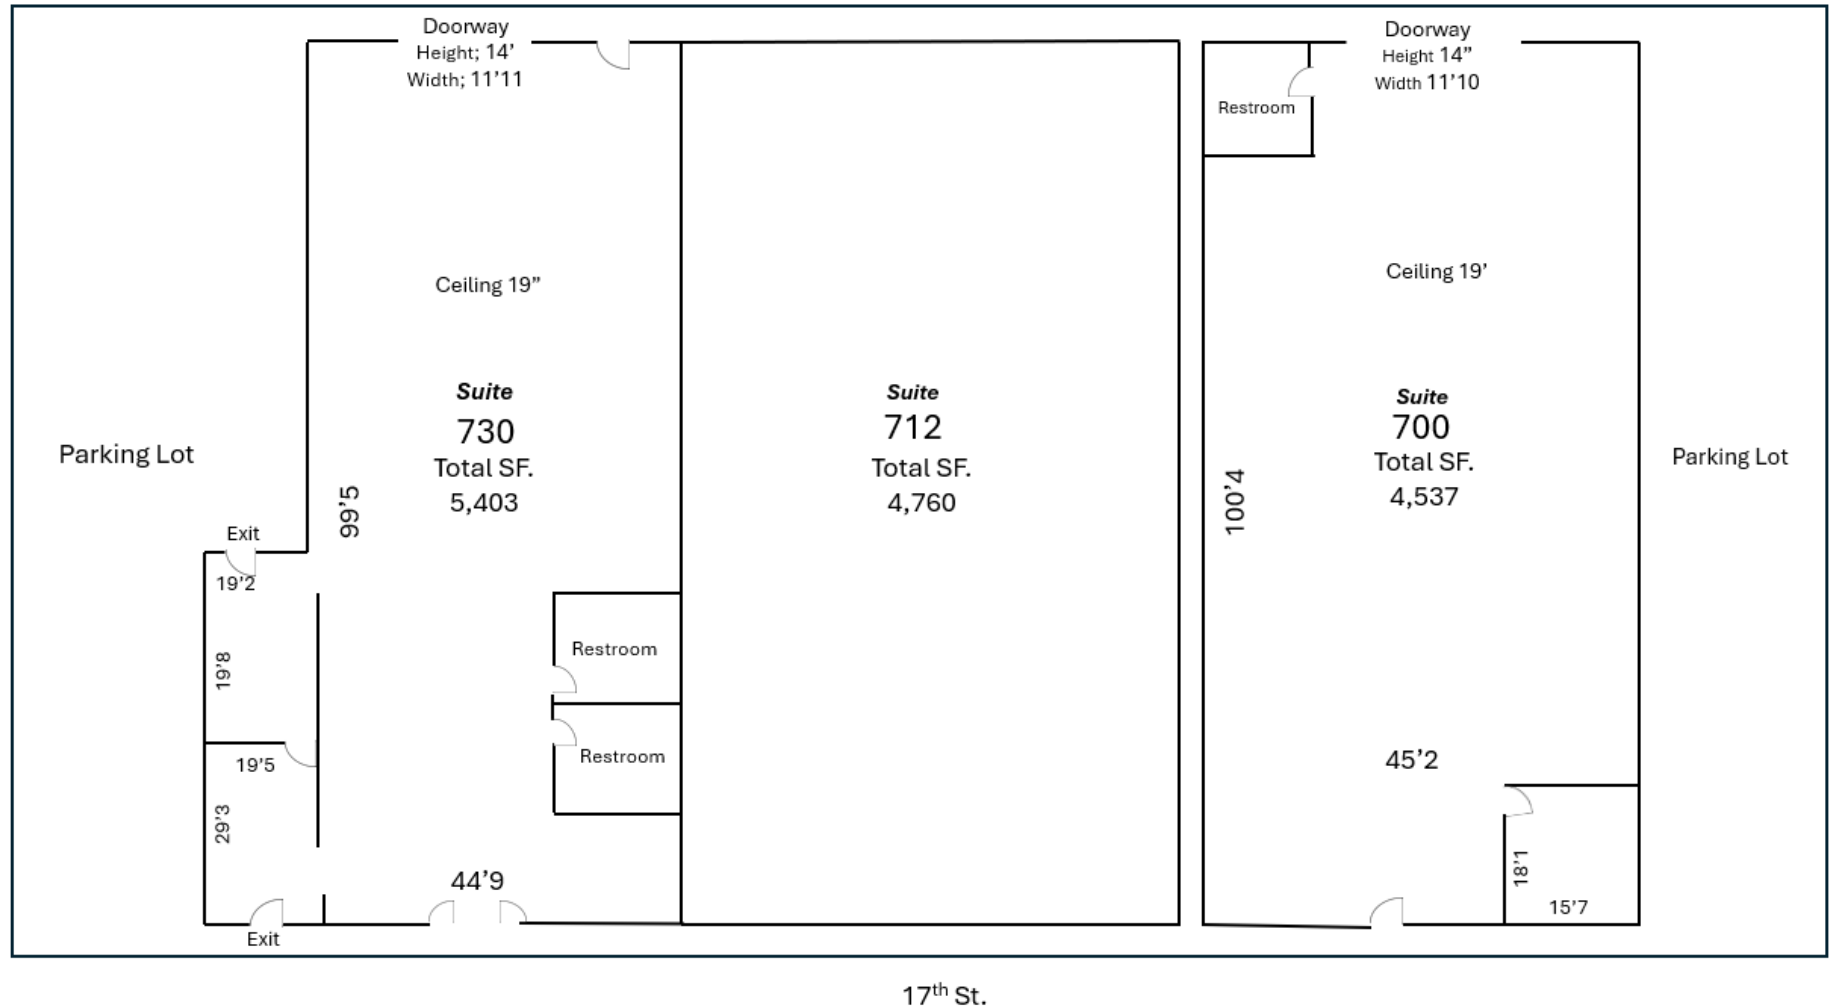 Doorway
Height; 14’
Width; 11’11
Doorway
Height 14”
Width 11’10
Restroom
Ceiling 19”
Ceiling 19’
Suite
730
Total SF.
5,403
Suite
712
Total SF.
4,760
Suite
700
Total SF.
4,537
Parking Lot
Parking Lot
99’5
100’4
Exit
19’2
19’8
Restroom
Restroom
19’5
29’3
45’2
44’9
18’1
15’7
Exit
17th St.